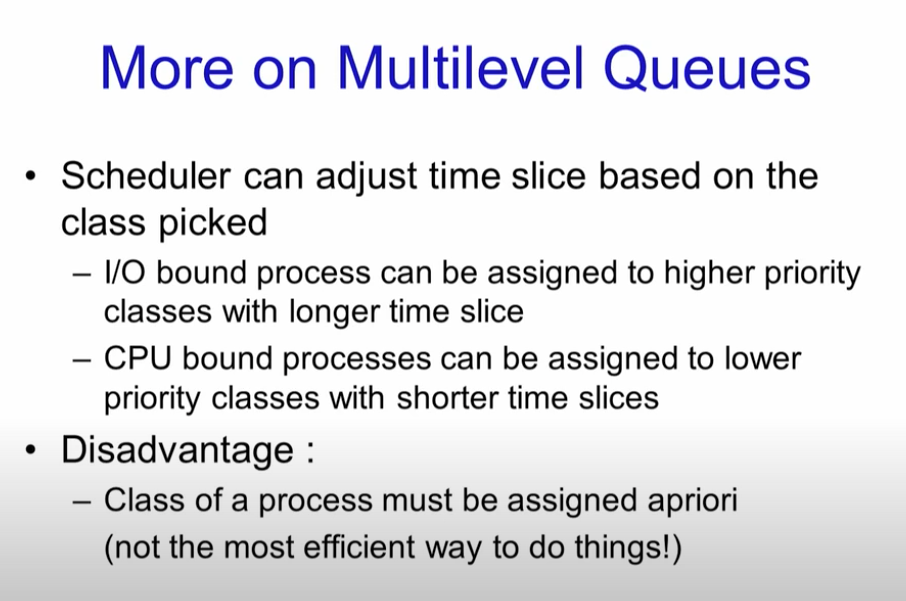 More on Multilevel Queues
• Scheduler can adjust time slice based on the
class picked
– I/O bound process can be assigned to higher priority
classes with longer time slice
– CPU bound processes can be assigned to lower
priority classes with shorter time slices
• Disadvantage :
– Class of a process must be assigned apriori
(not the most efficient way to do things!)